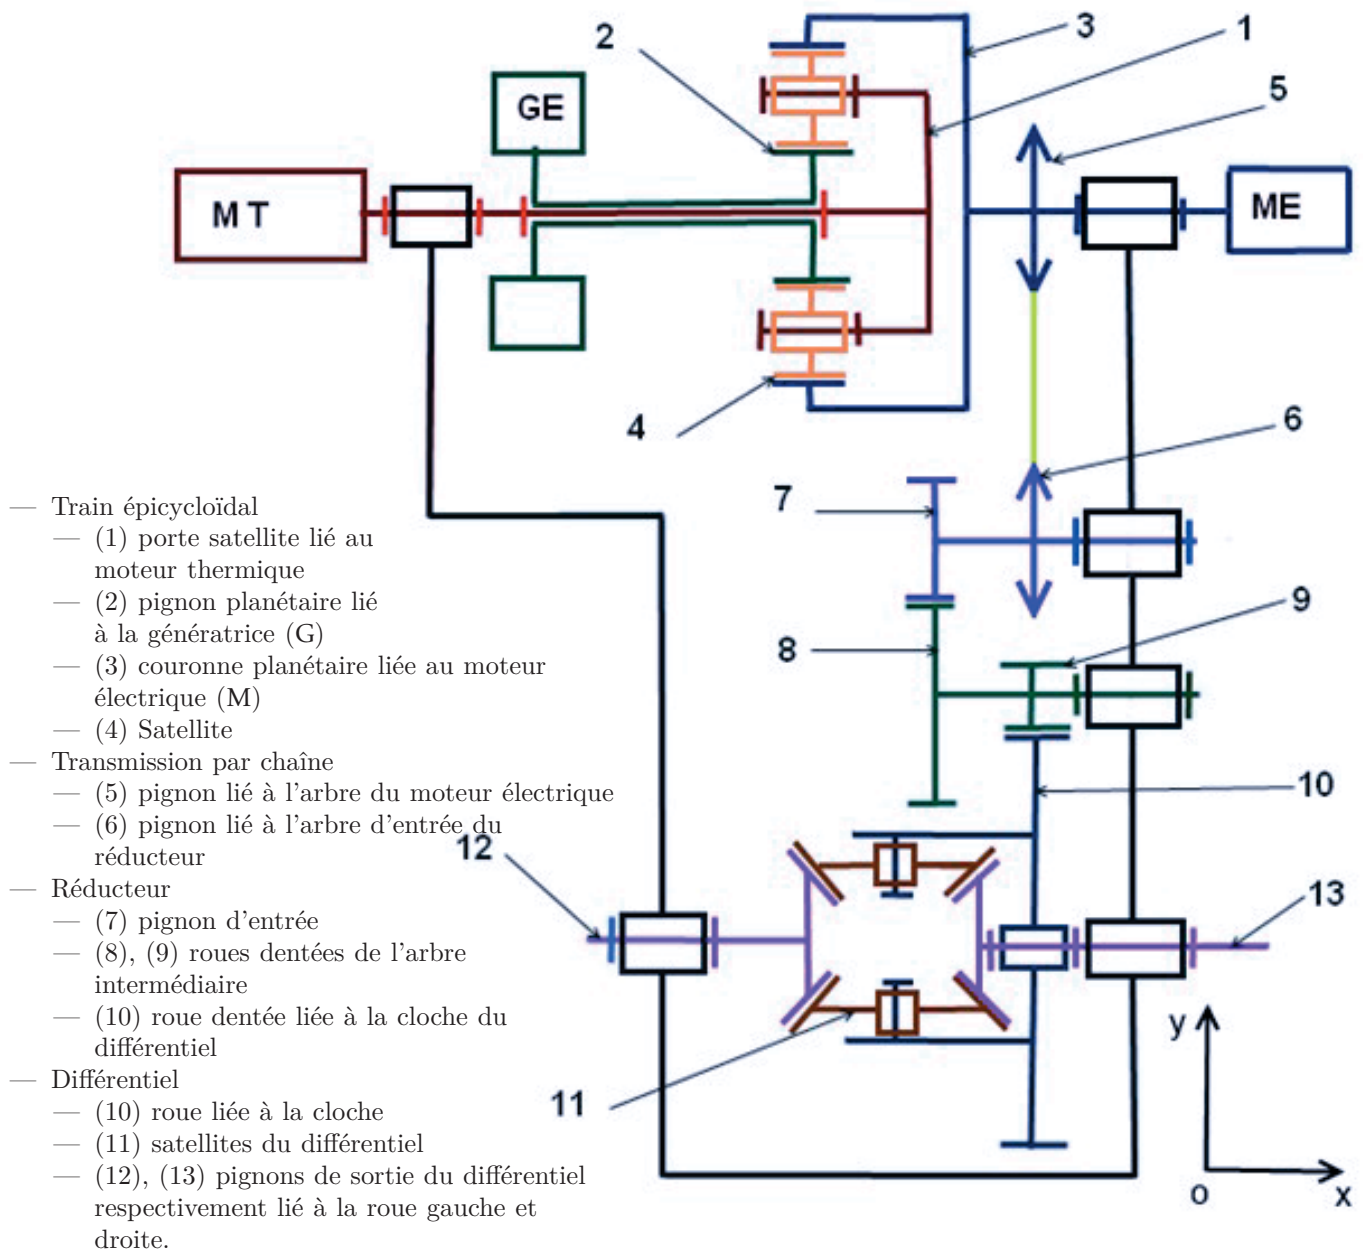 2
3
1
5
GE
M T
ME
4
6
7
9
8
10
12
13
11
y
o
x
— Train épicycloïdal
— (1) porte satellite lié au
moteur thermique
— (2) pignon planétaire lié
à la génératrice (G)
— (3) couronne planétaire liée au moteur
électrique (M)
— (4) Satellite
— Transmission par chaîne
— (5) pignon lié à l'arbre du moteur électrique
— (6) pignon lié à l'arbre d'entrée du
réducteur
— Réducteur
— (7) pignon d'entrée
— (8), (9) roues dentées de l'arbre
intermédiaire
— (10) roue dentée liée à la cloche du
différentiel
— Différentiel
— (10) roue liée à la cloche
— (11) satellites du différentiel
— (12), (13) pignons de sortie du différentiel
respectivement lié à la roue gauche et
droite.